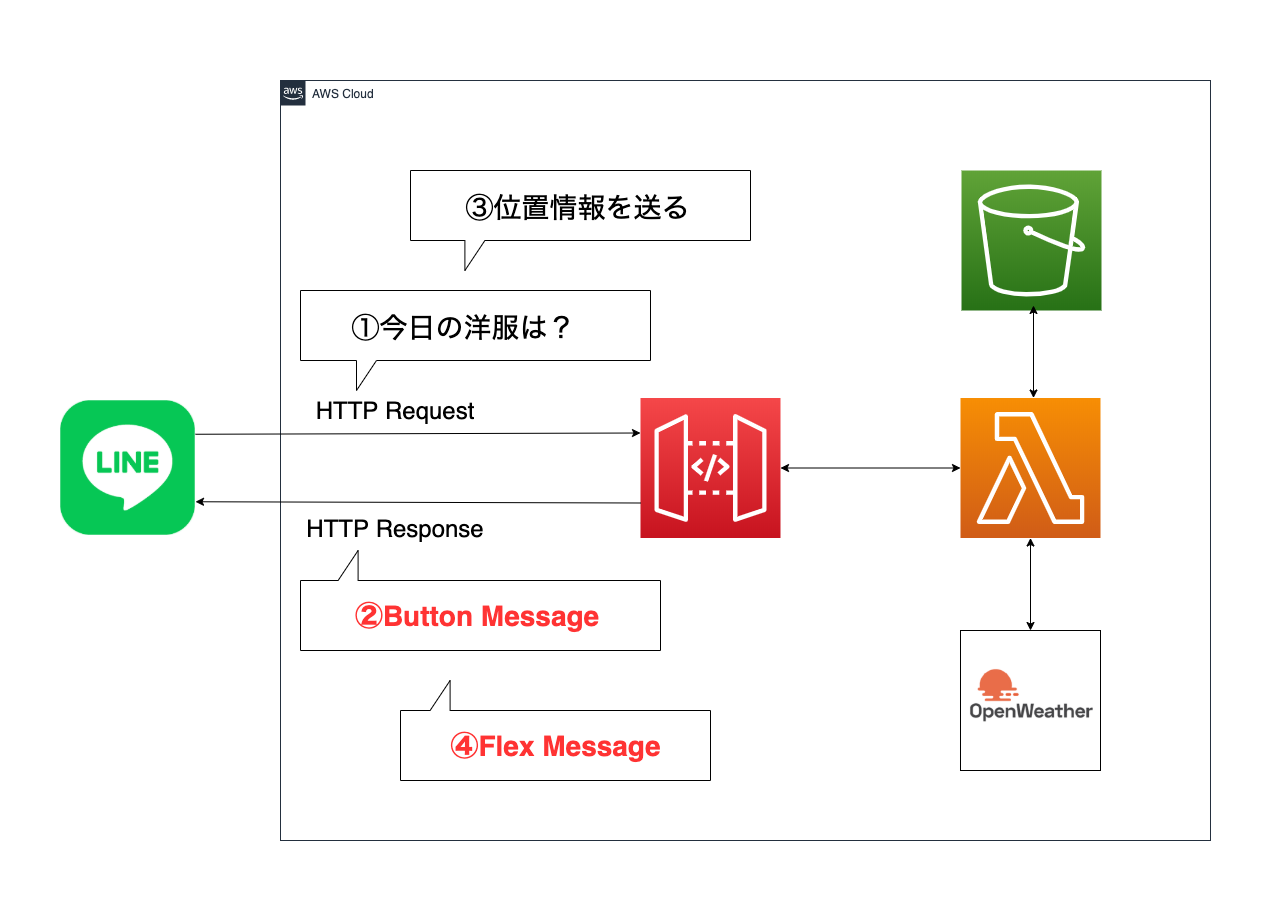 aws
AWS Cloud
③位置情報を送る
①今日の洋服は？
HTTP Request
LINE
</>
HTTP Response
②Button Message
OpenWeather
④Flex Message